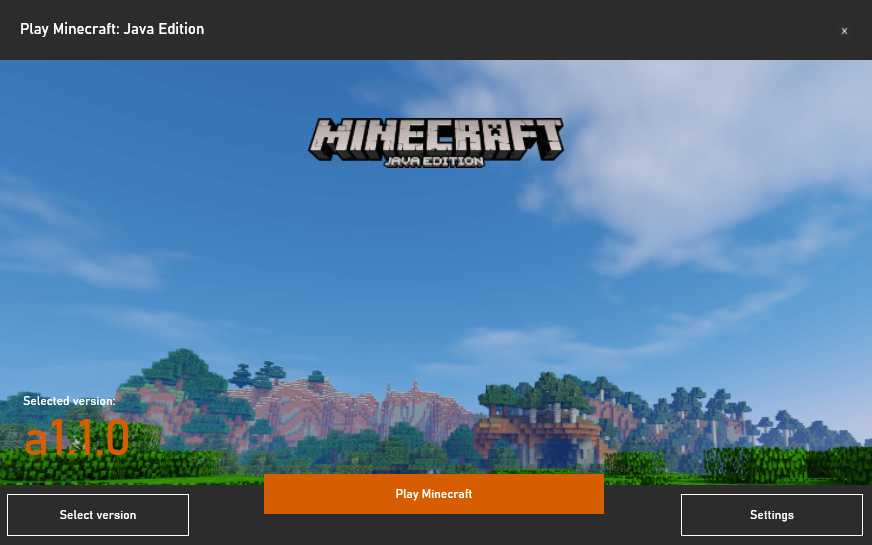 Play Minecraft: Java Edition
x
MINECRAFT
JAVA EDITION
Selected version:
a1.1.0
Play Minecraft
Select version
Settings